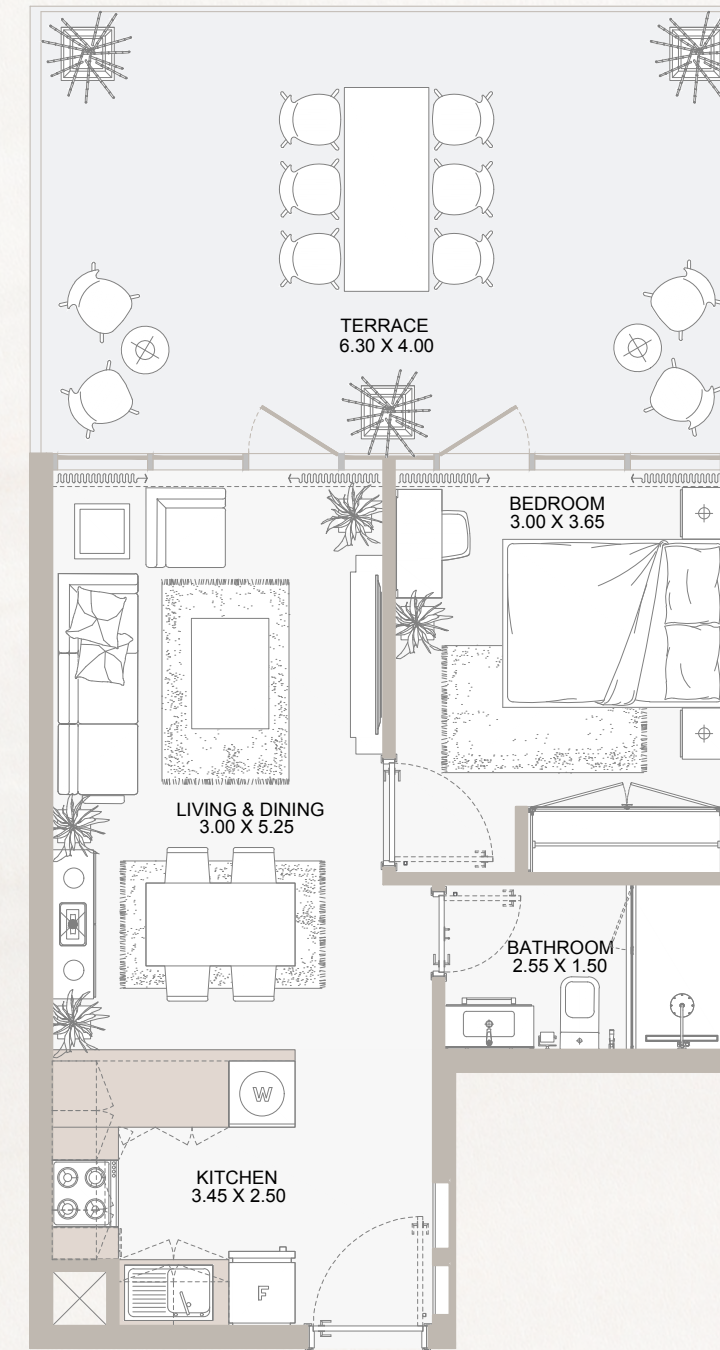 TERRACE
6.30 X 4.00
BEDROOM
3.00 X 3.65
LIVING & DINING
3.00 X 5.25
BATHROOM
2.55 X 1.50
W
KITCHEN
3.45 X 2.50
F